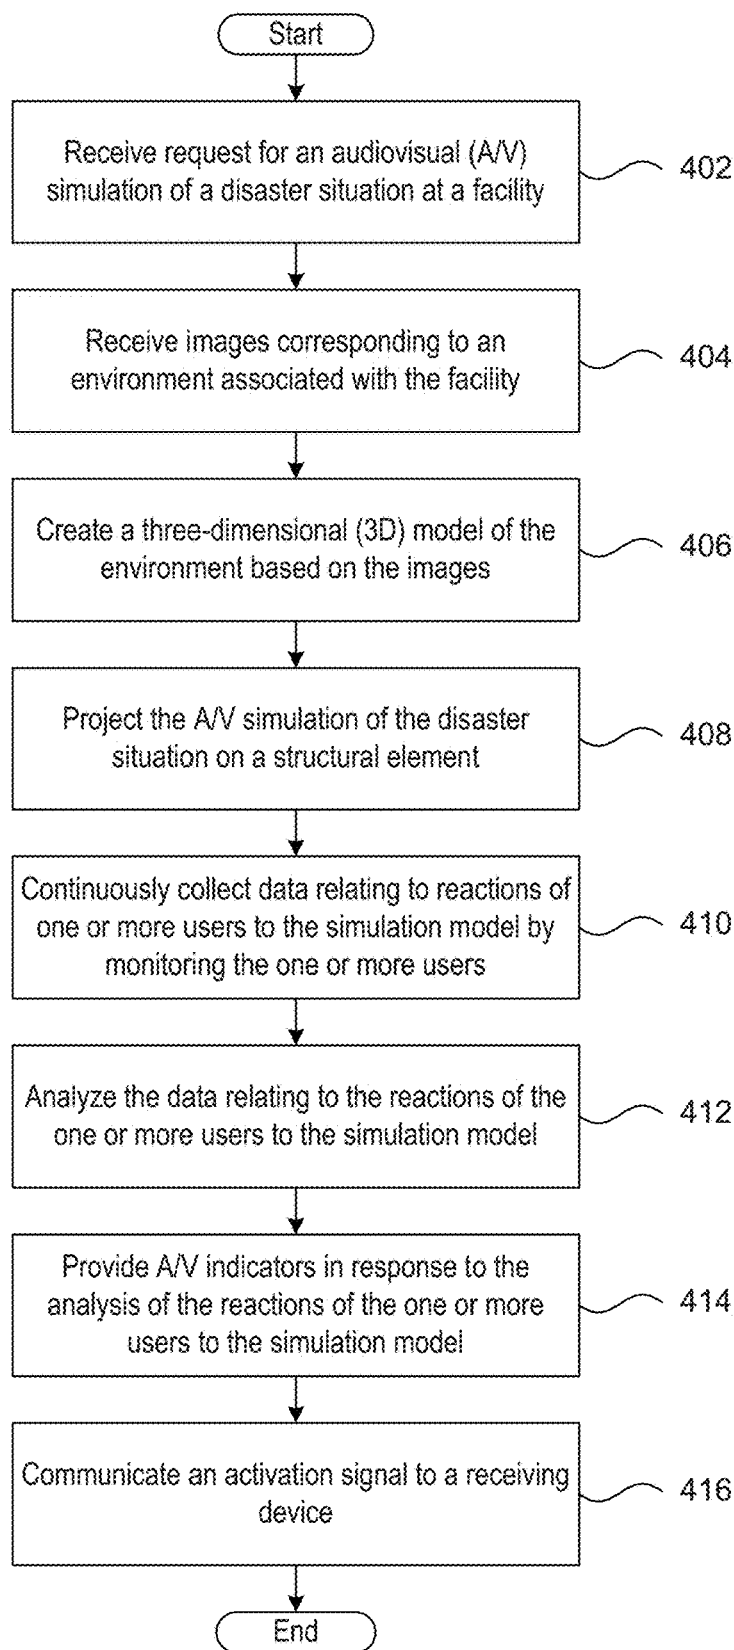 Start
Receive request for an audiovisual (A/V)
simulation of a disaster situation at a facility
402
Receive images corresponding to an
environment associated with the facility
404
Create a three-dimensional (3D) model of the
environment based on the images
406
Project the A/V simulation of the disaster
situation on a structural element
408
Continuously collect data relating to reactions of
one or more users to the simulation model by
monitoring the one or more users
410
Analyze the data relating to the reactions of the
one or more users to the simulation model
412
Provide A/V indicators in response to the
analysis of the reactions of the one or more
users to the simulation model
414
Communicate an activation signal to a receiving
device
416
End